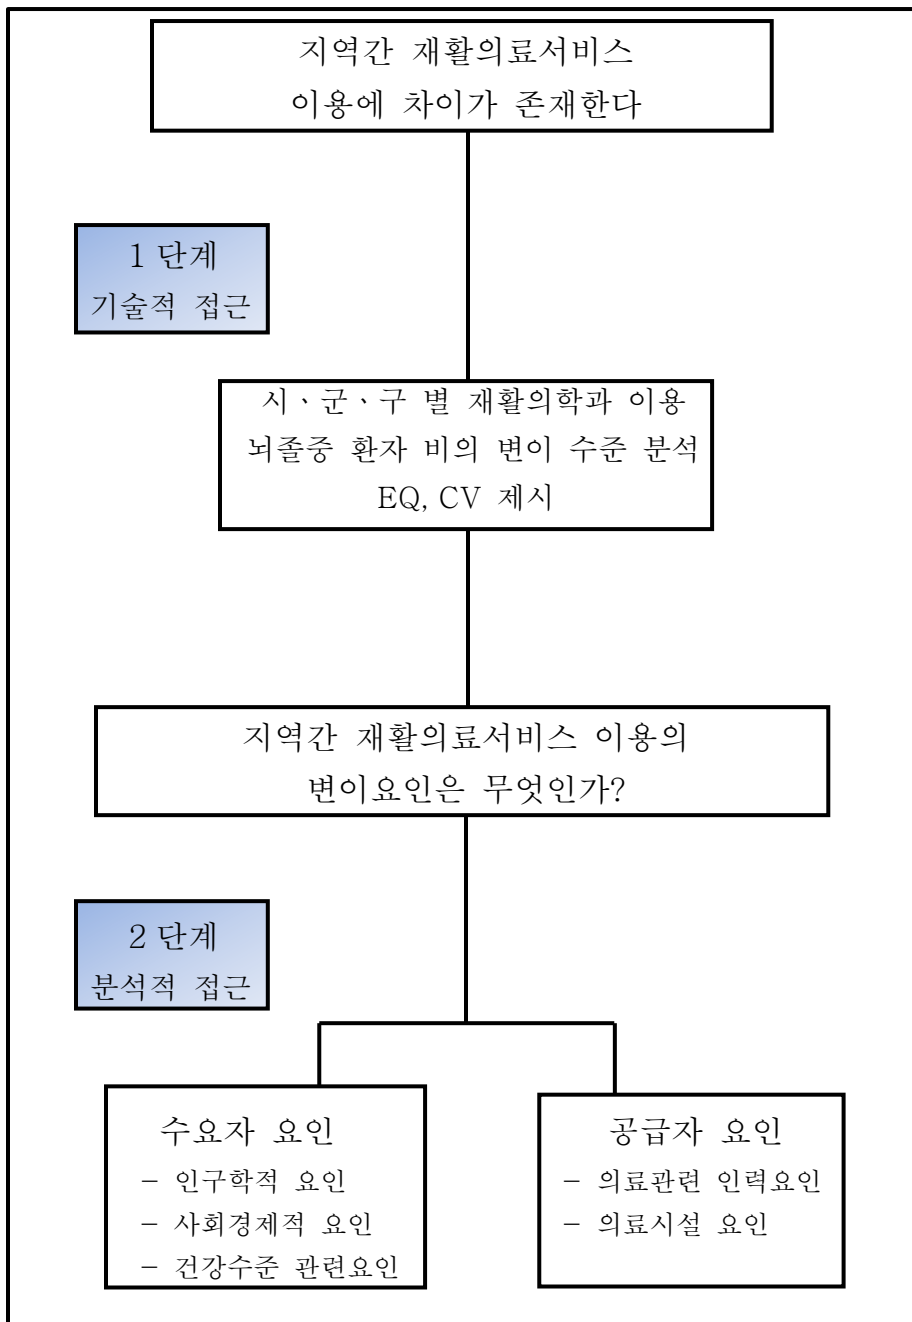 지역간 재활의료서비스
이용에 차이가 존재한다
1 단계
기술적 접근
시、군、구 별 재활의학과 이용
뇌졸중 환자 비의 변이 수준 분석
EQ, CV 제시
지역간 재활의료서비스 이용의
변이요인은 무엇인가?
2 단계
분석적 접근
수요자 요인
- 인구학적 요인
- 사회경제적 요인
- 건강수준 관련요인
공급자 요인
- 의료관련 인력요인
- 의료시설 요인